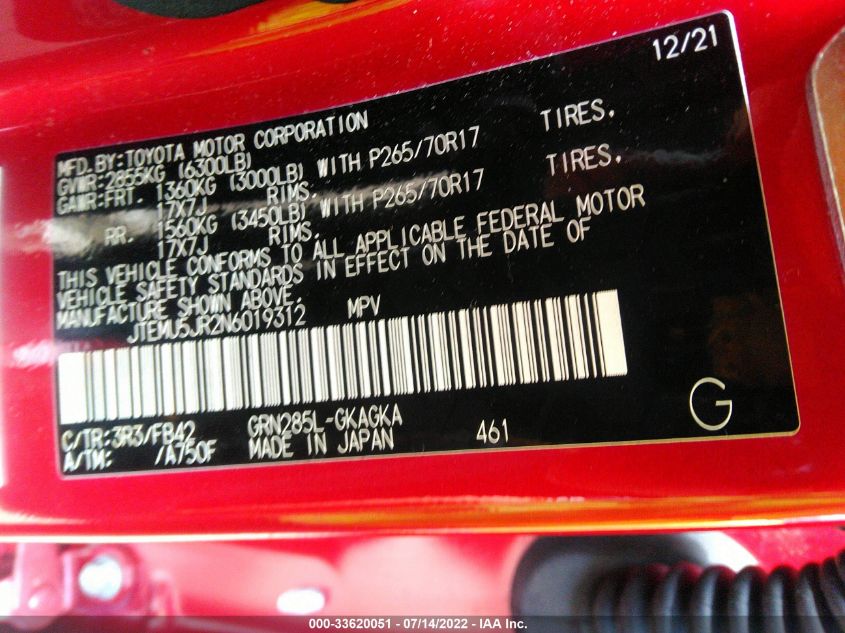 12/21
MFD. BY: TOYOTA MOTOR CORPORATION
GVWR: 2855KG (6300LB)
GAWR: FRT. 1360KG (3000LB) WITH P265/70R17 TIRES,
17X7J RIMS.
RR. 1560KG (3450LB) WITH P265/70R17 TIRES,
17X7J RIMS.
THIS VEHICLE CONFORMS TO ALL APPLICABLE FEDERAL MOTOR
VEHICLE SAFETY STANDARDS IN EFFECT ON THE DATE OF
MANUFACTURE SHOWN ABOVE.
JTEMU5JR2N6019312 MPV
C/TR: 3R3/FB42 GRN285L-GKAGKA
A/TM: /A750F MADE IN JAPAN 461 G
000-33620051 - 07/14/2022 - IAA Inc.